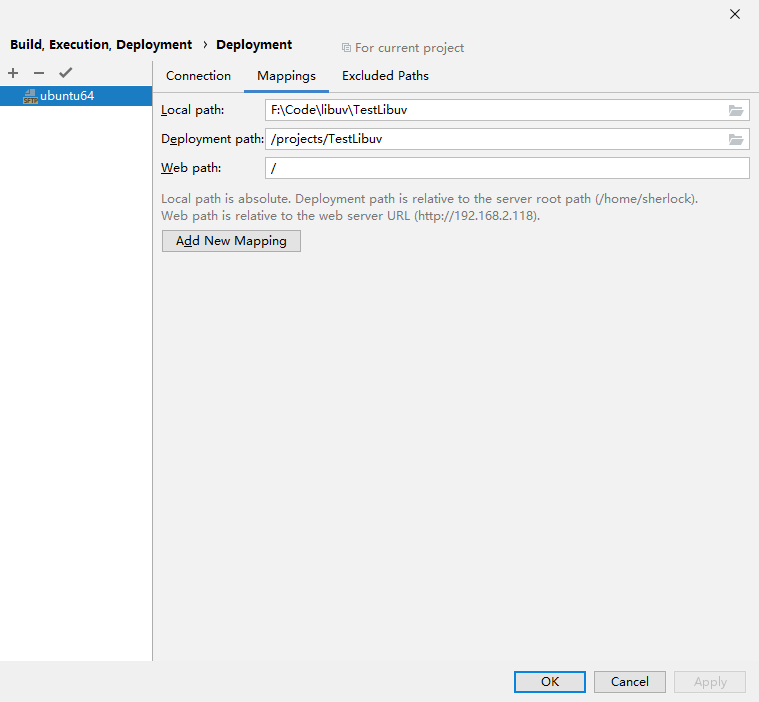 Build, Execution, Deployment › Deployment
For current project
SFTP ubuntu64
Connection Mappings Excluded Paths
Local path: F:\Code\libuv\TestLibuv
Deployment path: /projects/TestLibuv
Web path: /
Local path is absolute. Deployment path is relative to the server root path (/home/sherlock).
Web path is relative to the web server URL (http://192.168.2.118).
Add New Mapping
OK Cancel Apply